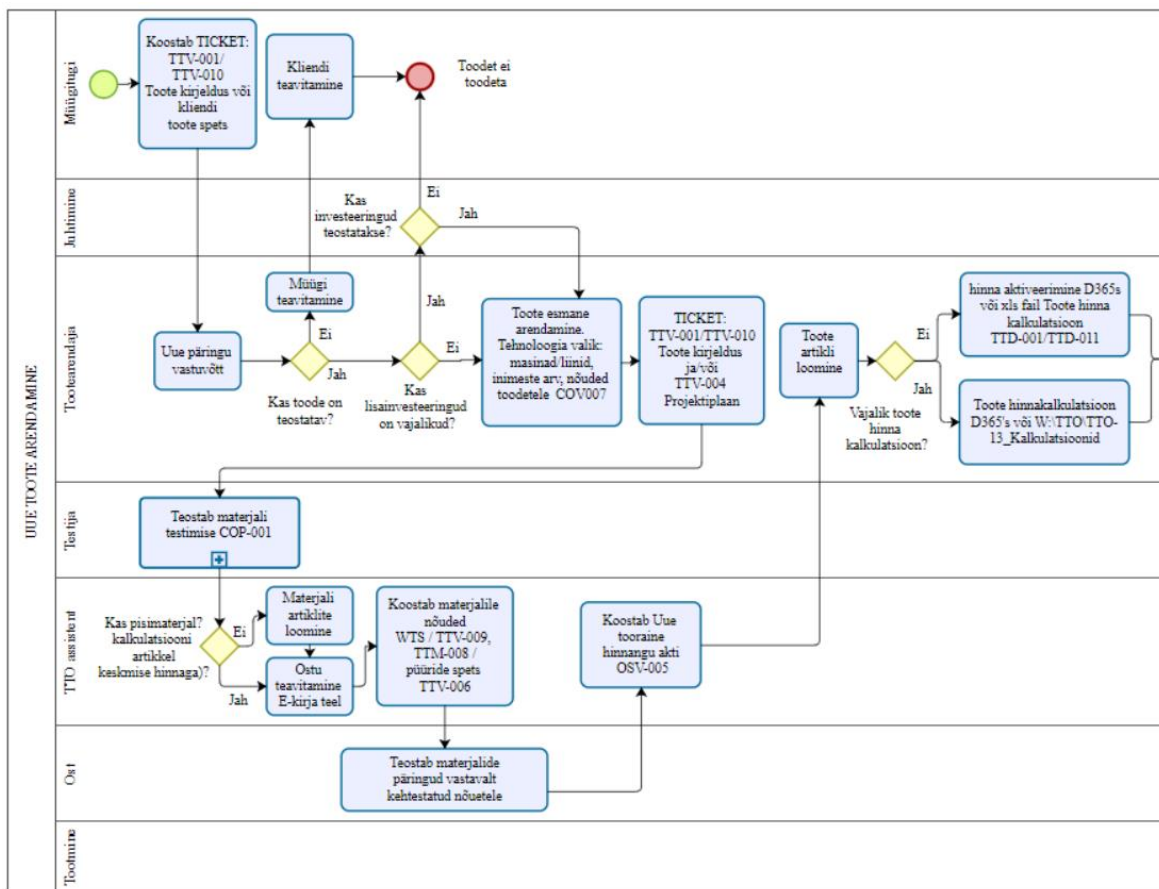 UUE TOOTE ARENDAMINE
Müügitugi
Koostab TICKET:
TTV-001/
TTV-010
Toote kirjeldus või
kliendi
toote spets
Kliendi
teavitamine
Toodet ei
toodeta
Juhtimine
Kas
investeeringud
teostatakse?
Ei
Jah
Tootearendaja
Uue päringu
vastuvõtt
Müügi
teavitamine
Ei
Jah
Kas toode on
teostatav?
Jah
Ei
Kas
lisainvesteeringud
on vajalikud?
Toote esmane
arendamine.
Tehnoloogia valik:
masinad/liinid,
inimeste arv, nõuded
toodetele COV007
TICKET:
TTV-001/TTV-010
Toote kirjeldus
ja/või
TTV-004
Projektiplaan
Toote
artikli
loomine
Ei
Jah
Vajalik toote
hinna
kalkulatsioon?
hinna aktiveerimine D365s
või xls fail Toote hinna
kalkulatsioon
TTD-001/TTD-011
Toote hinnakalkulatsioon
D365's või W:\TTO\TTO-
13_Kalkulatsioonid
Testija
Teostab materjali
testimise COP-001
TTO assistent
Kas pisimaterjal?
kalkulatsiooni
artikkel
keskmise hinnaga)?
Ei
Jah
Materjali
artiklite
loomine
Ostu
teavitamine
E-kirja teel
Koostab materjalile
nõuded
WTS / TTV-009,
TTM-008 /
püüride spets
TTV-006
Koostab Uue
tooraine
hinnangu akti
OSV-005
Ost
Teostab materjalide
päringud vastavalt
kehtestatud nõuetele
Tootmine